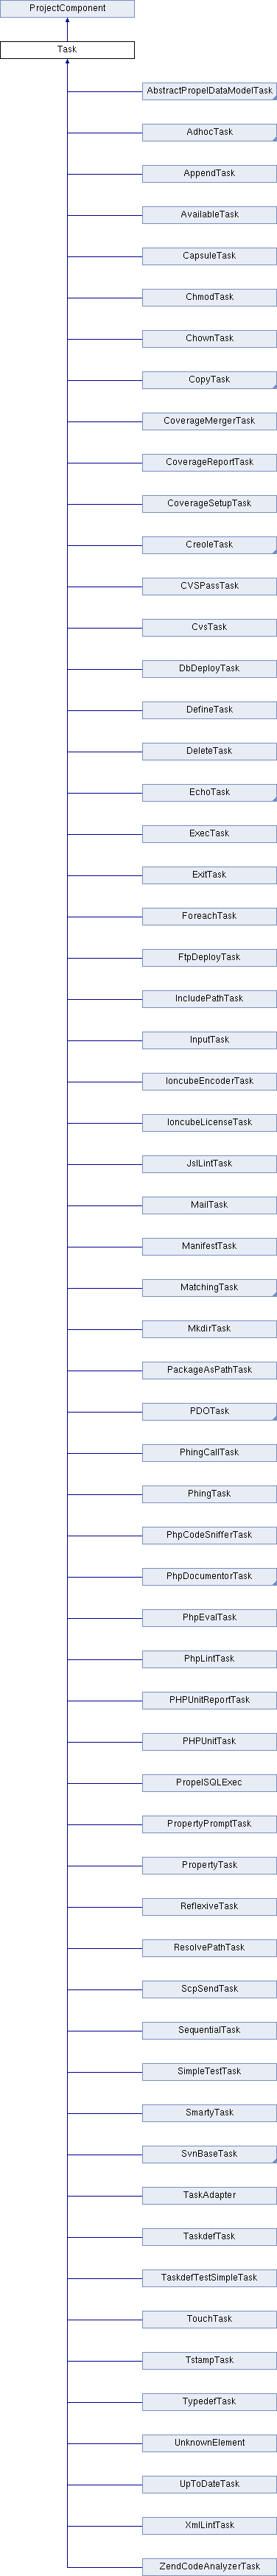 ProjectComponent
Task
AbstractPropelDataModelTask
AdhocTask
AppendTask
AvailableTask
CapsuleTask
ChmodTask
ChownTask
CopyTask
CoverageMergerTask
CoverageReportTask
CoverageSetupTask
CreoleTask
CVSPassTask
CvsTask
DbDeployTask
DefineTask
DeleteTask
EchoTask
ExecTask
ExitTask
ForeachTask
FtpDeployTask
IncludePathTask
InputTask
IoncubeEncoderTask
IoncubeLicenseTask
JslLintTask
MailTask
ManifestTask
MatchingTask
MkdirTask
PackageAsPathTask
PDOTask
PhingCallTask
PhingTask
PhpCodeSnifferTask
PhpDocumentorTask
PhpEvalTask
PhpLintTask
PHPUnitReportTask
PHPUnitTask
PropelSQLExec
PropertyPromptTask
PropertyTask
ReflexiveTask
ResolvePathTask
ScpSendTask
SequentialTask
SimpleTestTask
SmartyTask
SvnBaseTask
TaskAdapter
TaskdefTask
TaskdefTestSimpleTask
TouchTask
TstampTask
TypedefTask
UnknownElement
UpToDateTask
XmlLintTask
ZendCodeAnalyzerTask